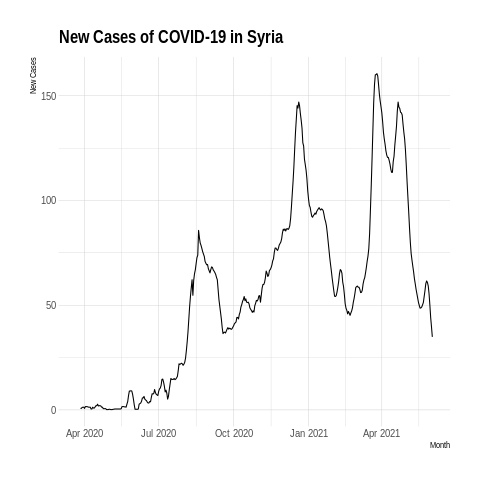 New Cases of COVID-19 in Syria
New Cases
150
100
50
0
Apr 2020 Jul 2020 Oct 2020 Jan 2021 Apr 2021
Month